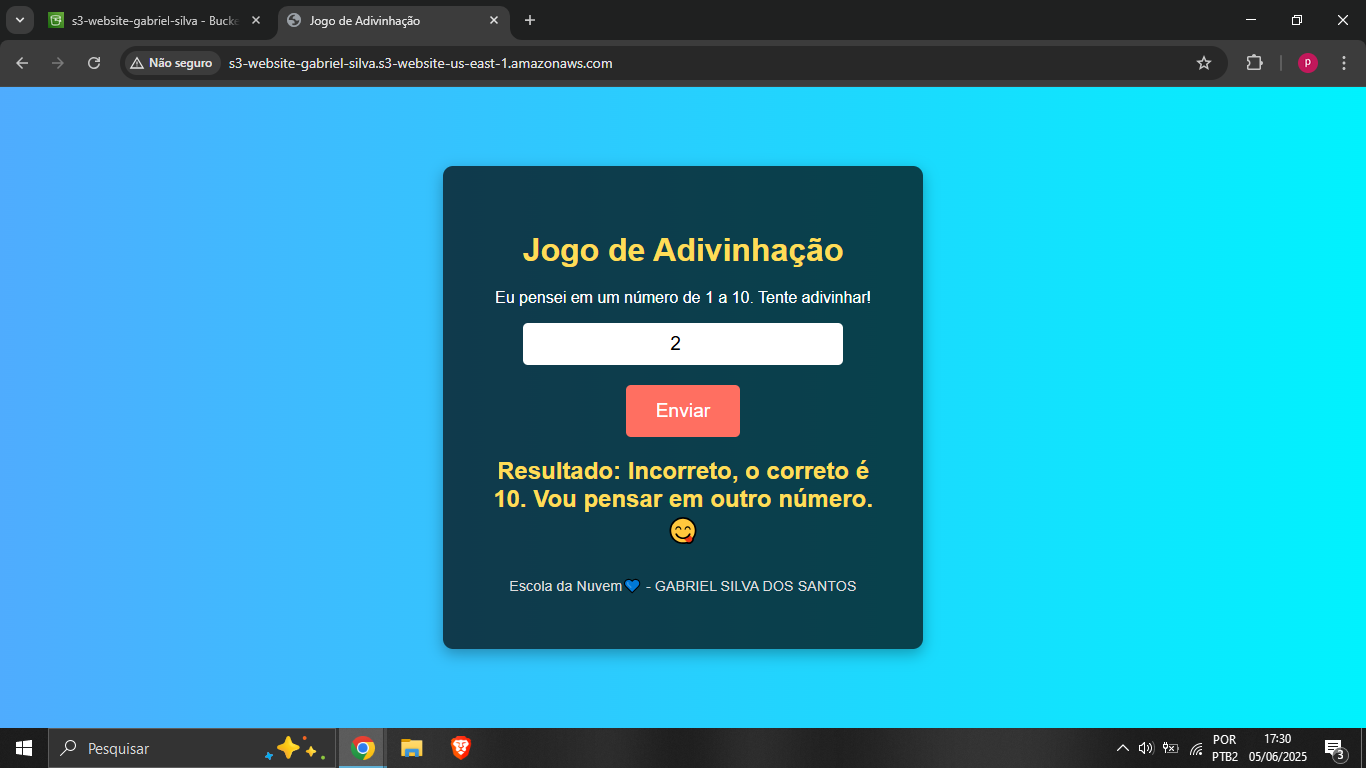 s3-website-gabriel-silva - Bucke
Jogo de Adivinhação
Não seguro
s3-website-gabriel-silva.s3-website-us-east-1.amazonaws.com
P
Jogo de Adivinhação
Eu pensei em um número de 1 a 10. Tente adivinhar!
2
Enviar
Resultado: Incorreto, o correto é
10. Vou pensar em outro número.
😋
Escola da Nuvem💙 - GABRIEL SILVA DOS SANTOS
Pesquisar
POR
PTB2
17:30
05/06/2025
3